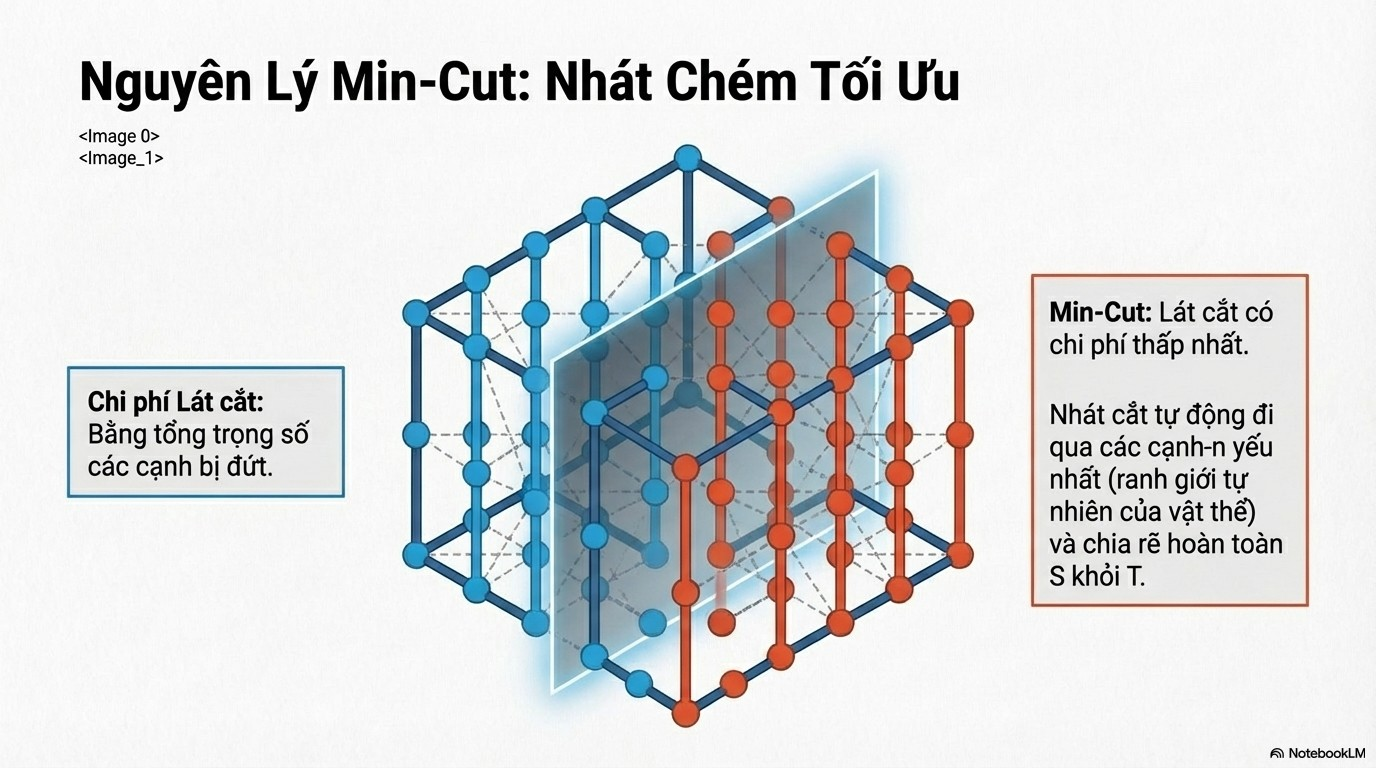 Nguyên Lý Min-Cut: Nhát Chém Tối Ưu
<Image 0>
<Image_1>
Chi phí Lát cắt:
Bằng tổng trọng số
các cạnh bị đứt.
Min-Cut: Lát cắt có
chi phí thấp nhất.
Nhát cắt tự động đi
qua các cạnh-n yếu
nhất (ranh giới tự
nhiên của vật thể)
và chia rẽ hoàn toàn
S khỏi T.
NotebookLM